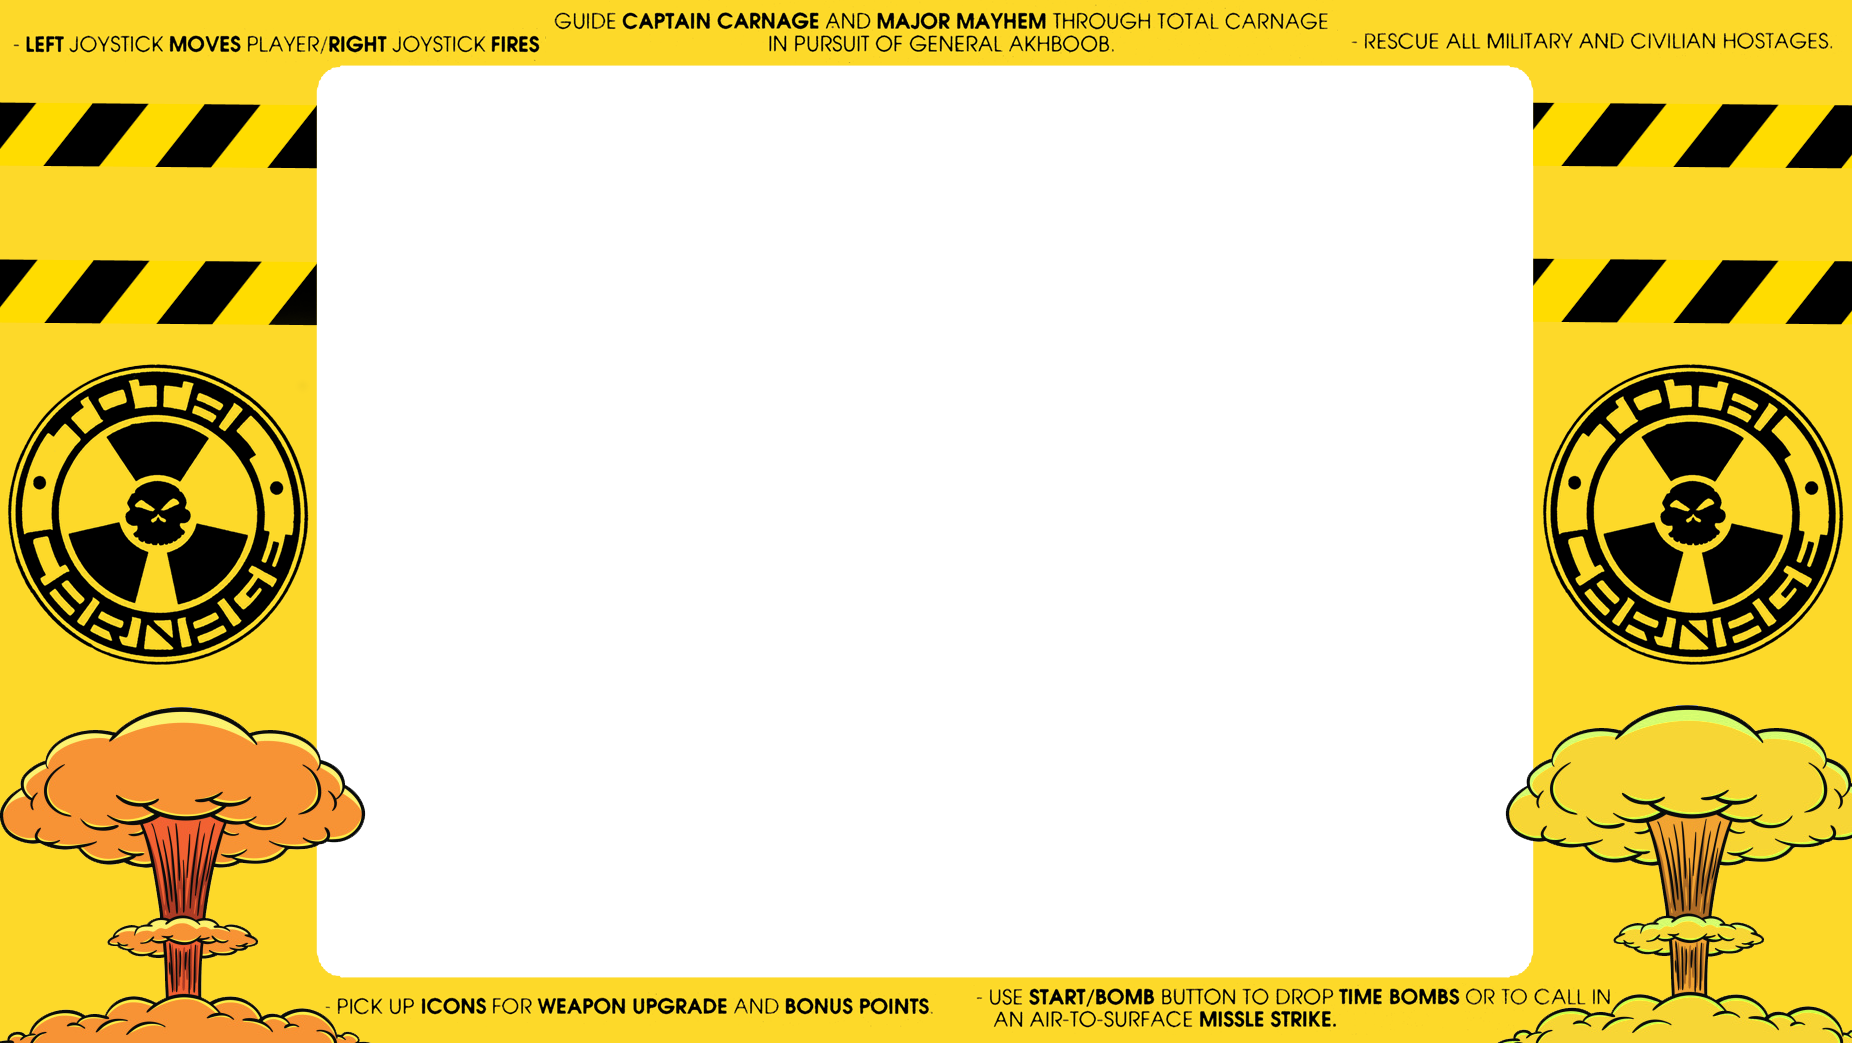 GUIDE CAPTAIN CARNAGE AND MAJOR MAYHEM THROUGH TOTAL CARNAGE
IN PURSUIT OF GENERAL AKHBOOB.
- LEFT JOYSTICK MOVES PLAYER/RIGHT JOYSTICK FIRES
- RESCUE ALL MILITARY AND CIVILIAN HOSTAGES.
TOTAL
CARNAGE
TOTAL
CARNAGE
- PICK UP ICONS FOR WEAPON UPGRADE AND BONUS POINTS.
- USE START/BOMB BUTTON TO DROP TIME BOMBS OR TO CALL IN
AN AIR-TO-SURFACE MISSLE STRIKE.